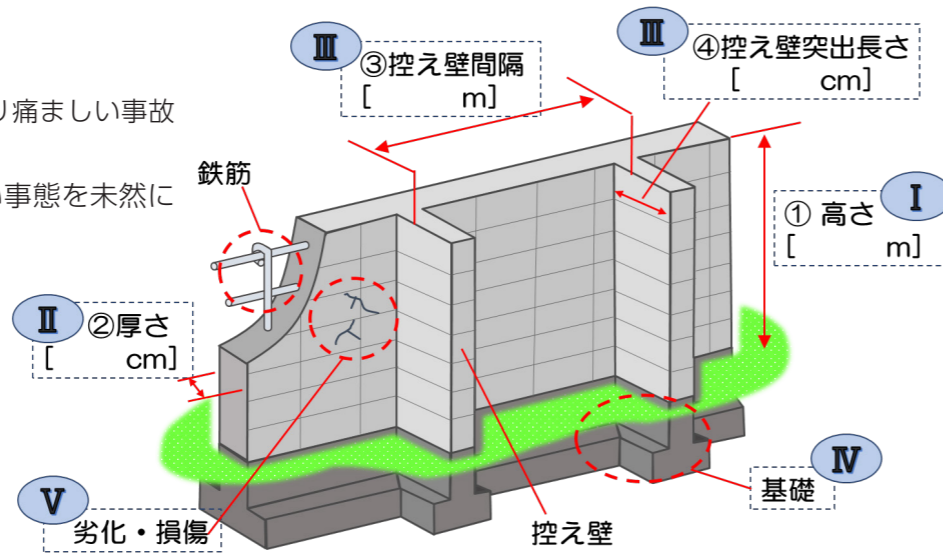 り痛ましい事故
い事態を未然に
Ⅲ
③控え壁間隔
[ m]
Ⅲ
④控え壁突出長さ
[ cm]
鉄筋
① 高さ
[ m]
Ⅰ
Ⅱ
②厚さ
[ cm]
Ⅴ
劣化・損傷
控え壁
基礎
Ⅳ